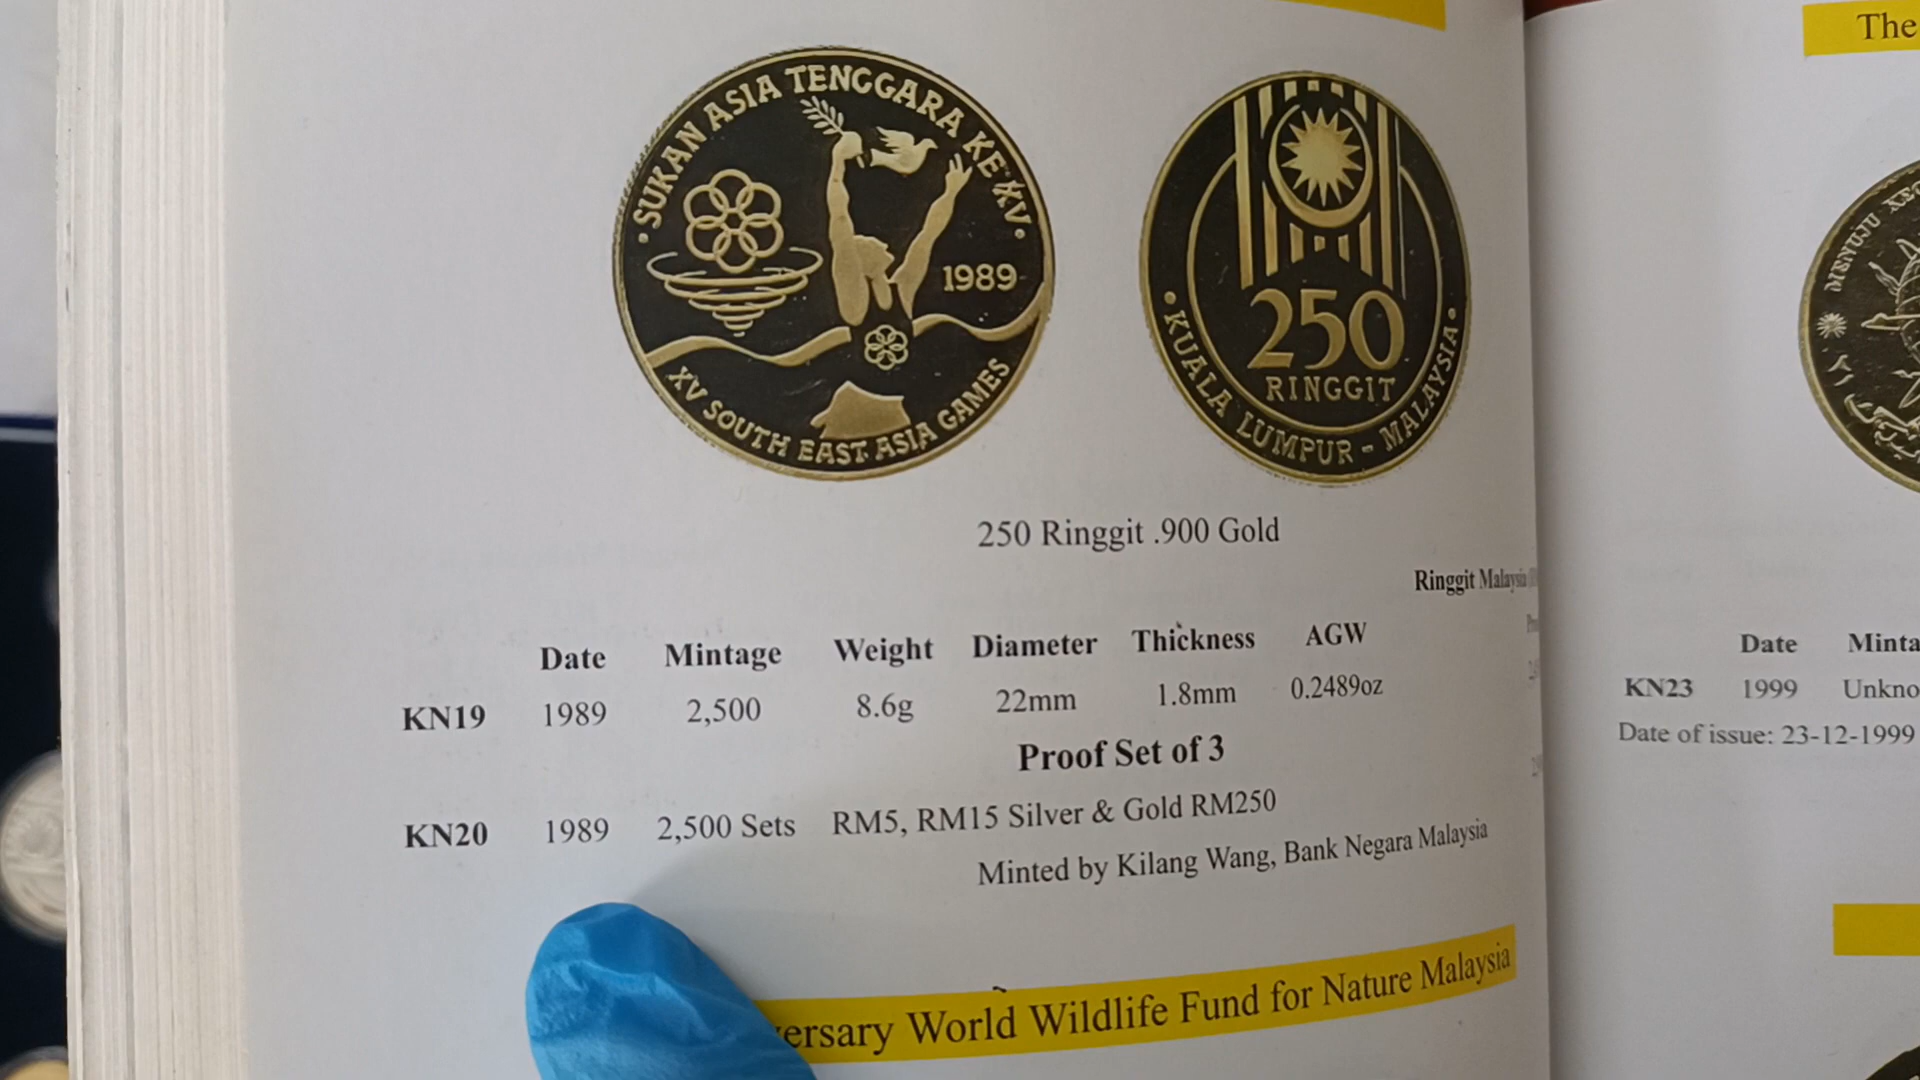 • SUKAN ASIA TENGGARA KE XV •
1989
XV SOUTH EAST ASIA GAMES
250
RINGGIT
• KUALA LUMPUR - MALAYSIA •
250 Ringgit .900 Gold
Ringgit Malaysia
Date Mintage Weight Diameter Thickness AGW
KN19 1989 2,500 8.6g 22mm 1.8mm 0.2489oz
Proof Set of 3
KN20 1989 2,500 Sets RM5, RM15 Silver & Gold RM250
Minted by Kilang Wang, Bank Negara Malaysia
versary World Wildlife Fund for Nature Malaysia
The
MENUJU
Date Minta
KN23 1999 Unkno
Date of issue: 23-12-1999